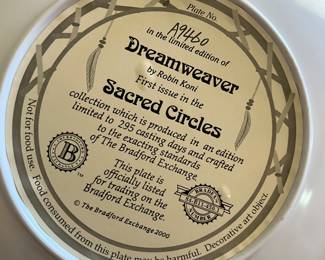 Plate No.
A9460
in the limited edition of
Dreamweaver
by Robin Koni
First issue in the
Sacred Circles
collection which is produced in an edition
limited to 295 casting days and crafted
to the exacting standards
of The Bradford Exchange.
This plate is
officially listed
for trading on the
Bradford Exchange.
© The Bradford Exchange 2000
B
TM
BRADEX
NUMBER
Not for food use. Food consumed from this plate may be harmful. Decorative art object.